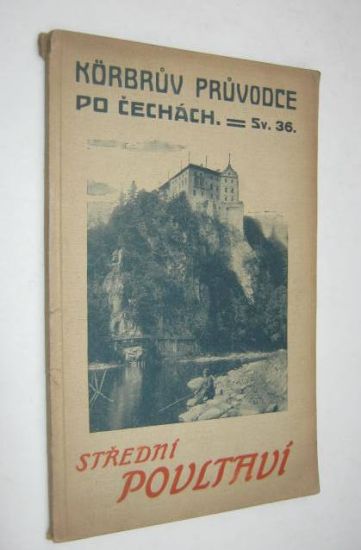 KÖRBRŮV PRŮVODCE
PO ČECHÁCH. = Sv. 36.
STŘEDNÍ
POVLTAVÍ